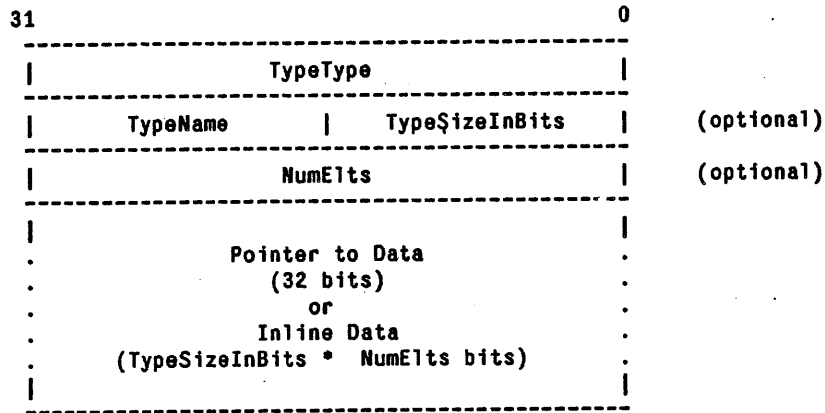 31 0
TypeType
TypeName | TypeSizeInBits (optional)
NumElts (optional)
Pointer to Data
(32 bits)
or
Inline Data
(TypeSizeInBits * NumElts bits)